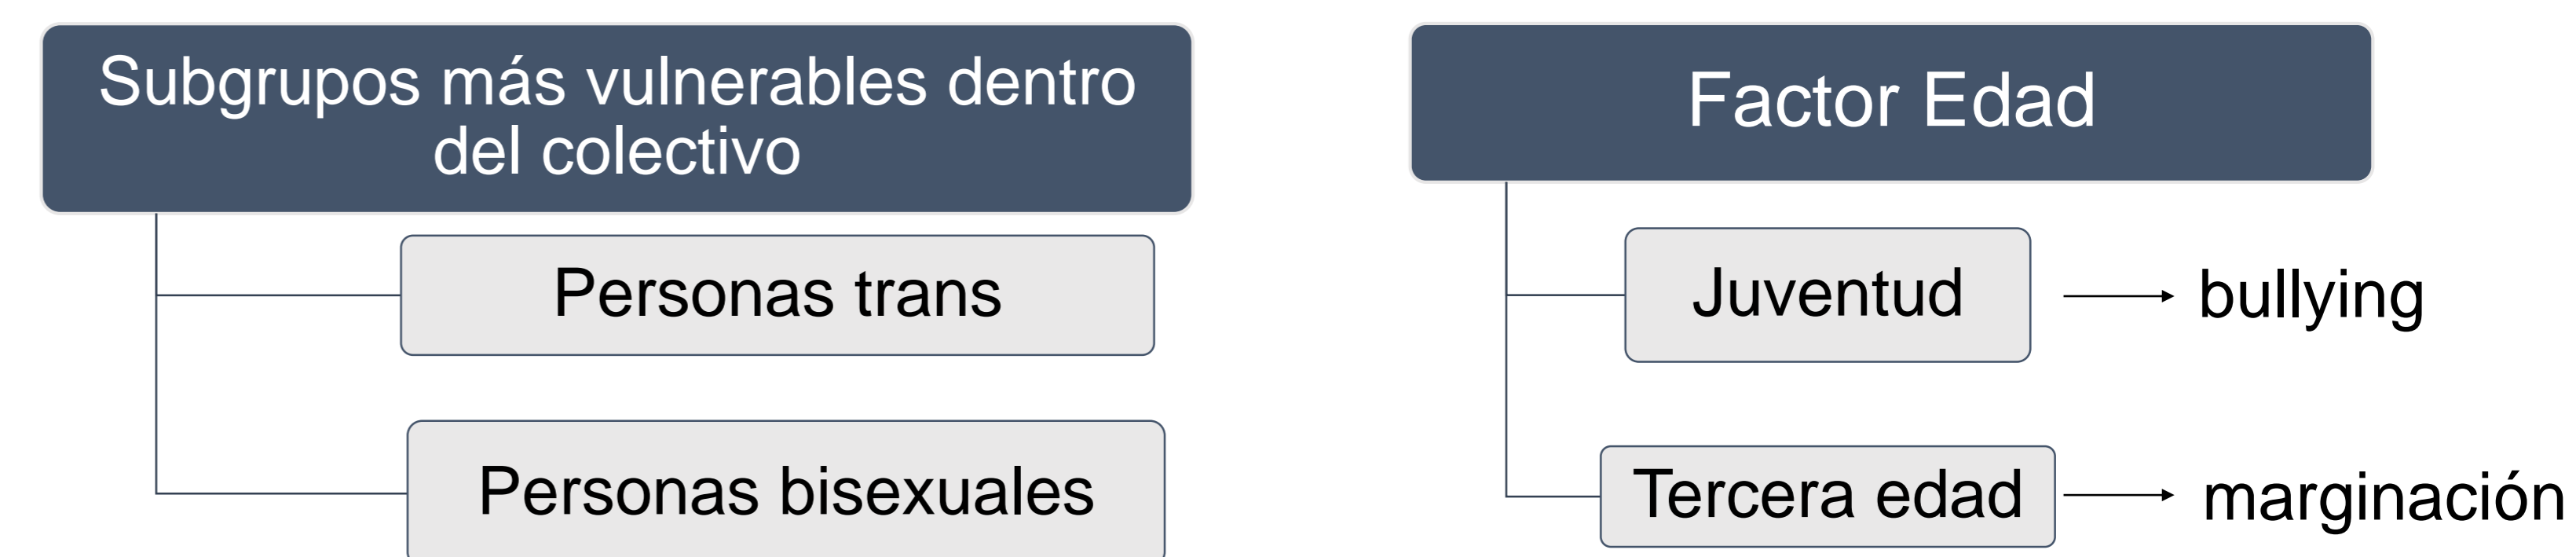 Subgrupos más vulnerables dentro
del colectivo
Personas trans
Personas bisexuales
Factor Edad
Juventud
bullying
Tercera edad
marginación